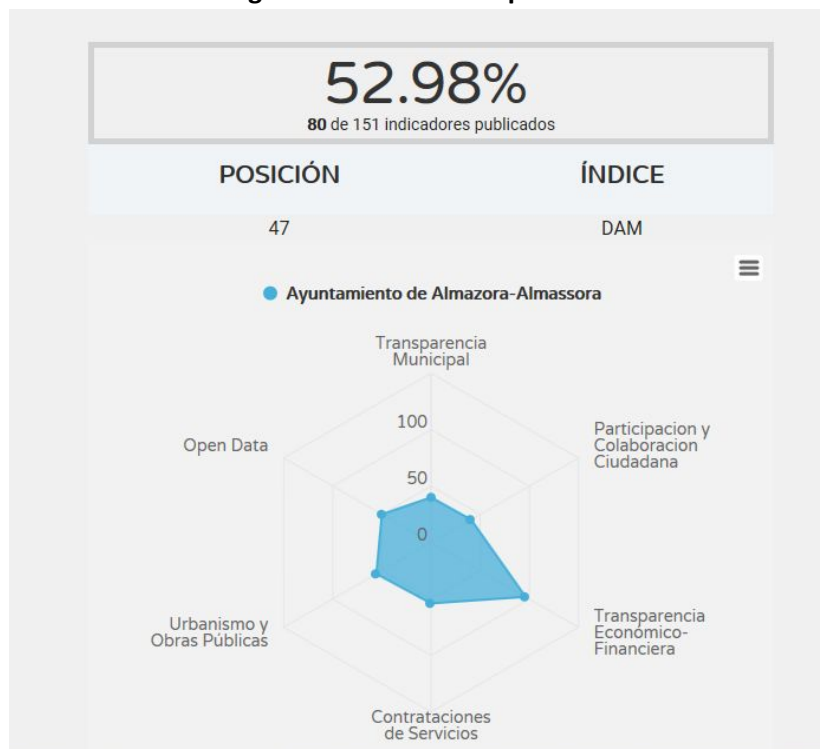 52.98%
80 de 151 indicadores publicados
POSICIÓN ÍNDICE
47 DAM
Ayuntamiento de Almazora-Almassora
Transparencia
Municipal
100
50
0
Participacion y
Colaboracion
Ciudadana
Open Data
Transparencia
Económico-
Financiera
Urbanismo y
Obras Públicas
Contrataciones
de Servicios